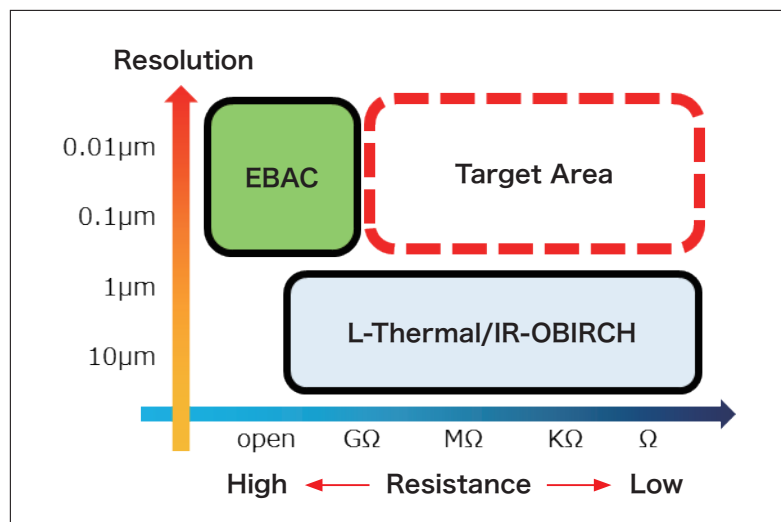 Resolution
0.01µm
EBAC
Target Area
0.1µm
1µm
L-Thermal/IR-OBIRCH
10µm
open GΩ MΩ KΩ Ω
High Resistance Low